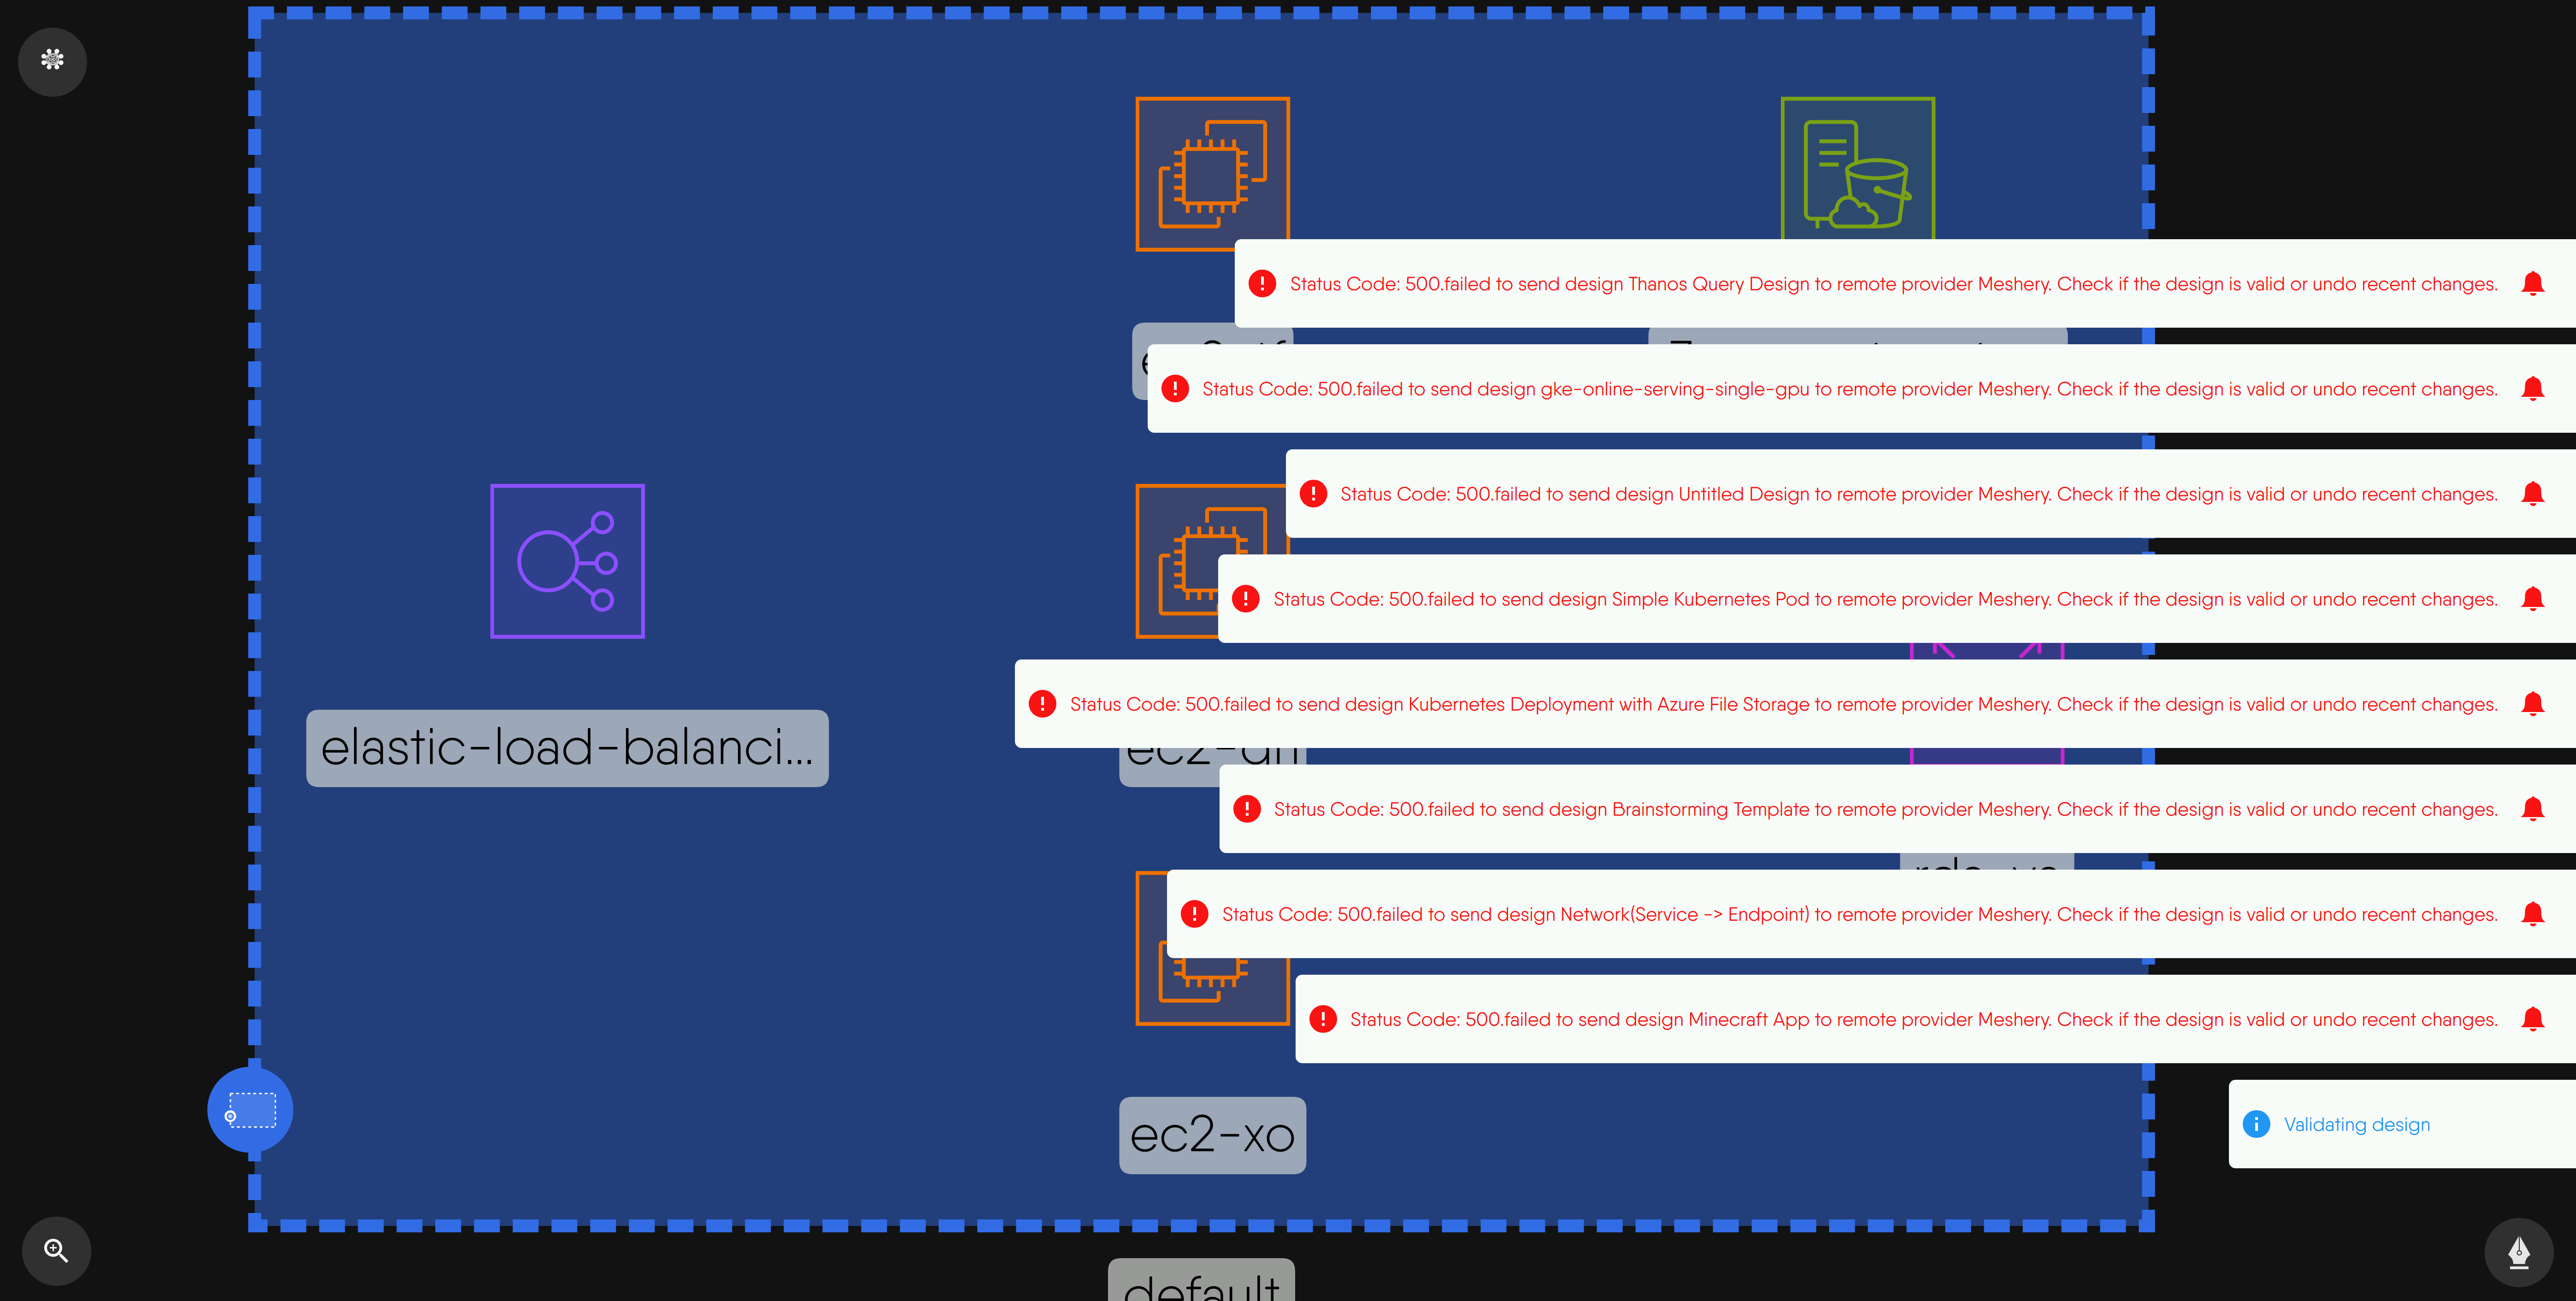 Status Code: 500.failed to send design Thanos Query Design to remote provider Meshery. Check if the design is valid or undo recent changes.
Status Code: 500.failed to send design gke-online-serving-single-gpu to remote provider Meshery. Check if the design is valid or undo recent changes.
Status Code: 500.failed to send design Untitled Design to remote provider Meshery. Check if the design is valid or undo recent changes.
Status Code: 500.failed to send design Simple Kubernetes Pod to remote provider Meshery. Check if the design is valid or undo recent changes.
Status Code: 500.failed to send design Kubernetes Deployment with Azure File Storage to remote provider Meshery. Check if the design is valid or undo recent changes.
elastic-load-balanci...
Status Code: 500.failed to send design Brainstorming Template to remote provider Meshery. Check if the design is valid or undo recent changes.
Status Code: 500.failed to send design Network(Service -> Endpoint) to remote provider Meshery. Check if the design is valid or undo recent changes.
Status Code: 500.failed to send design Minecraft App to remote provider Meshery. Check if the design is valid or undo recent changes.
Validating design
ec2-xo
default